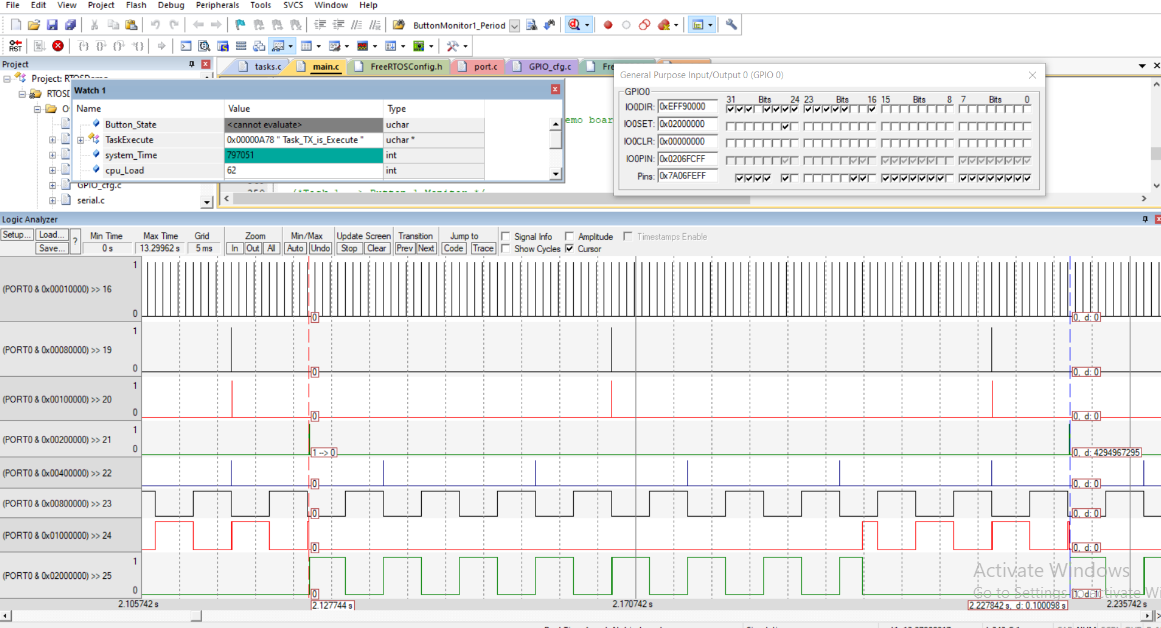 File Edit View Project Flash Debug Peripherals Tools SVCS Window Help
ButtonMonitor1_Period
RST
Project
Project: RTOSDemo
RTOSD
tasks.c main.c FreeRTOSConfig.h port.c GPIO_cfg.c
Watch 1
Name Value Type
Button_State <cannot evaluate> uchar
TaskExecute 0x00000A78 " Task_TX_is_Execute " uchar *
system_Time 797051 int
cpu_Load 62 int
GPIO_cfg.c
serial.c
emo boar
General Purpose Input/Output 0 (GPIO 0)
GPIO0
31 Bits 24 23 Bits 16 15 Bits 8 7 Bits 0
IO0DIR: 0xEFF90000
IO0SET: 0x02000000
IO0CLR: 0x00000000
IO0PIN: 0x0206FCFF
Pins: 0x7A06FEFF
Logic Analyzer
Setup... Load... Save... ?
Min Time Max Time Grid Zoom Min/Max Update Screen Transition Jump to Signal Info Amplitude Timestamps Enable
0 s 13.29962 s 5 ms In Out All Auto Undo Stop Clear Prev Next Code Trace Show Cycles Cursor
1
(PORT0 & 0x00010000) >> 16
0 0 0, d: 0
1
(PORT0 & 0x00080000) >> 19
0 0 0, d: 0
1
(PORT0 & 0x00100000) >> 20
0 0 0, d: 0
1
(PORT0 & 0x00200000) >> 21
0 1 --> 0 0, d: 4294967295
(PORT0 & 0x00400000) >> 22
0 0, d: 0
(PORT0 & 0x00800000) >> 23
0 0, d: 0
(PORT0 & 0x01000000) >> 24
0 0, d: 0
1
(PORT0 & 0x02000000) >> 25
0 0 1, d: 1
Activate Windows
Go to Settings to activate Wi
2.105742 s 2.127744 s 2.170742 s 2.227842 s, d: 0.100098 s 2.235742 s